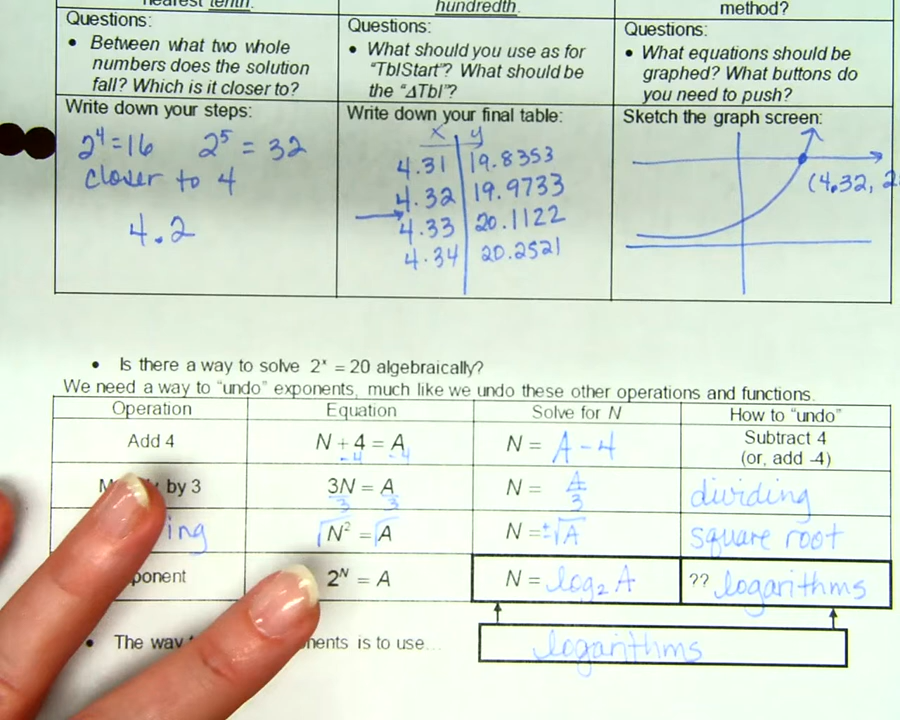 nearest tenth.
hundredth.
method?
Questions:
• Between what two whole
numbers does the solution
fall? Which is it closer to?
Questions:
• What should you use as for
"TblStart"? What should be
the "ΔTbl"?
Questions:
• What equations should be
graphed? What buttons do
you need to push?
Write down your steps:
2⁴=16 2⁵ = 32
closer to 4
4.2
Write down your final table:
x y
4.31 19.8353
4.32 19.9733
4.33 20.1122
4.34 20.2521
Sketch the graph screen:
(4.32, 2
• Is there a way to solve 2ˣ = 20 algebraically?
We need a way to "undo" exponents, much like we undo these other operations and functions.
Operation Equation Solve for N How to "undo"
Add 4 N + 4 = A N = A - 4 Subtract 4
-4 -4 (or, add -4)
by 3 3N = A N = A/3 dividing
3 3
ing √N² = √A N = ±√A square root
ponent 2ᴺ = A N = log₂A ?? logarithms
• The way nents is to use...
logarithms